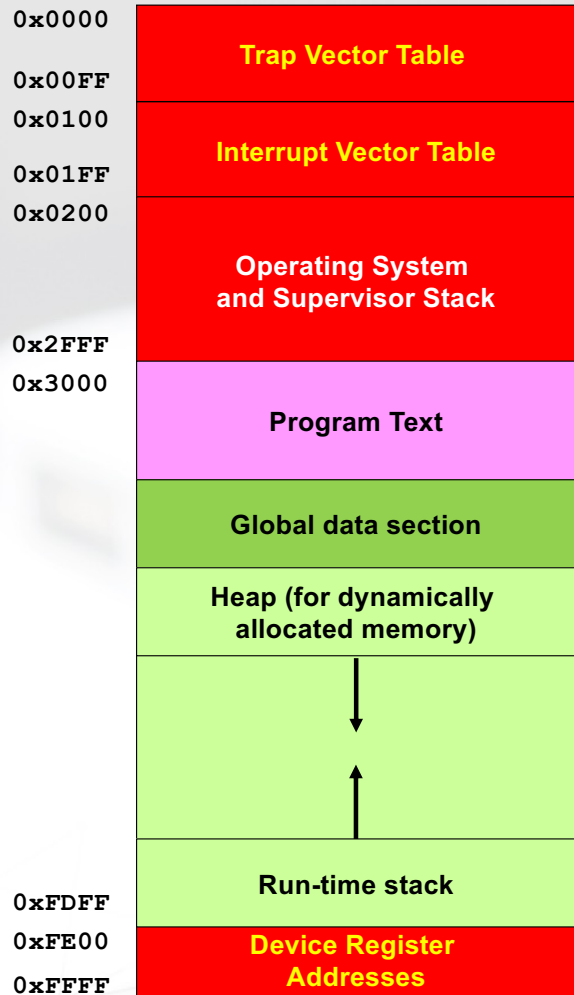 0x0000
Trap Vector Table
0x00FF
0x0100
Interrupt Vector Table
0x01FF
0x0200
Operating System
and Supervisor Stack
0x2FFF
0x3000
Program Text
Global data section
Heap (for dynamically
allocated memory)
Run-time stack
0xFDFF
0xFE00
Device Register
Addresses
0xFFFF